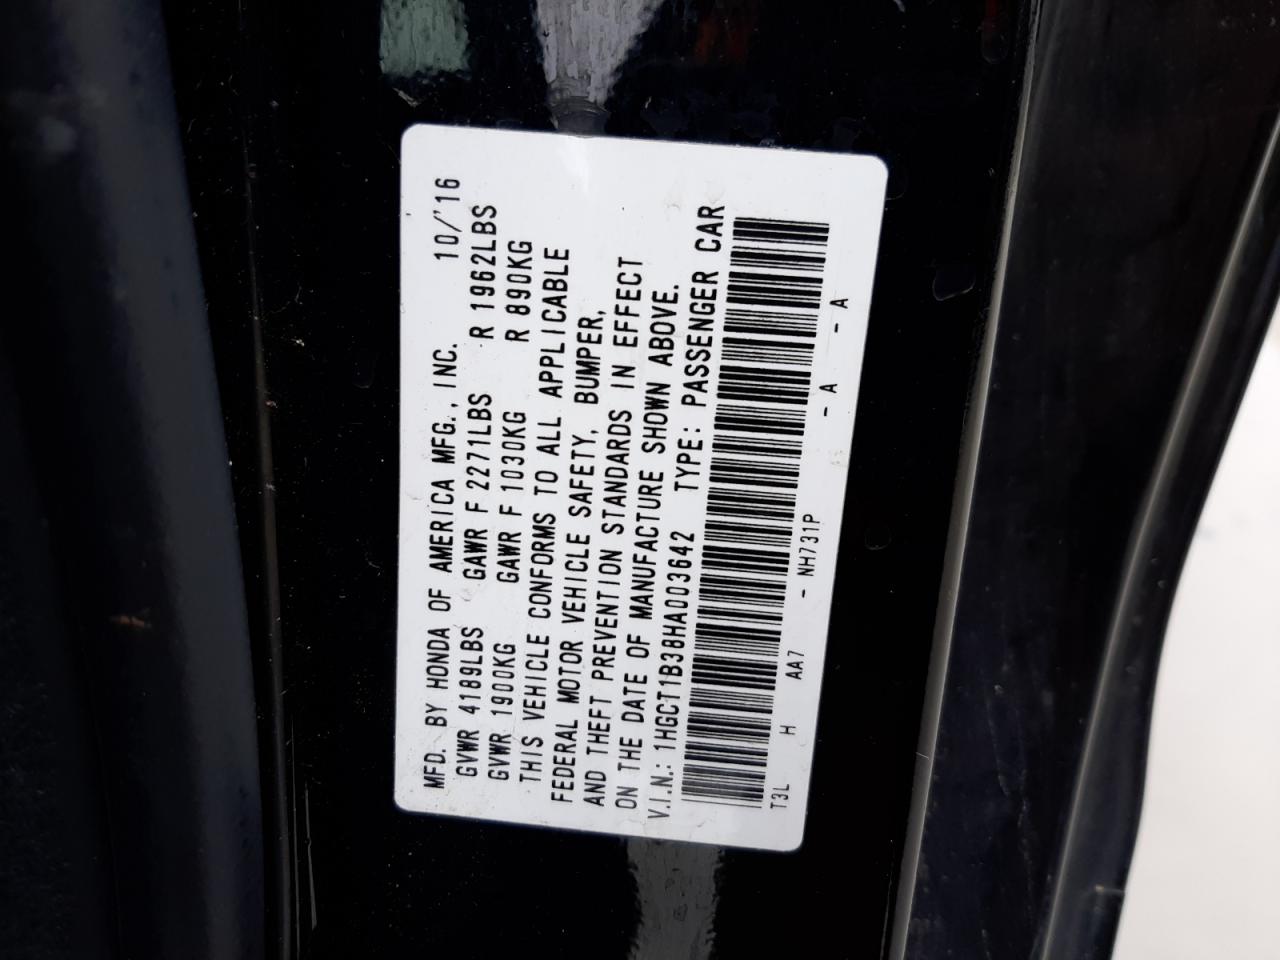 MFD. BY HONDA OF AMERICA MFG., INC. 10/'16
GVWR 4189LBS GAWR F 2271LBS R 1962LBS
GVWR 1900KG GAWR F 1030KG R 890KG
THIS VEHICLE CONFORMS TO ALL APPLICABLE
FEDERAL MOTOR VEHICLE SAFETY, BUMPER,
AND THEFT PREVENTION STANDARDS IN EFFECT
ON THE DATE OF MANUFACTURE SHOWN ABOVE.
V.I.N.: 1HGCT1B38HA003642 TYPE: PASSENGER CAR
T3L H AA7 - NH731P - A - A